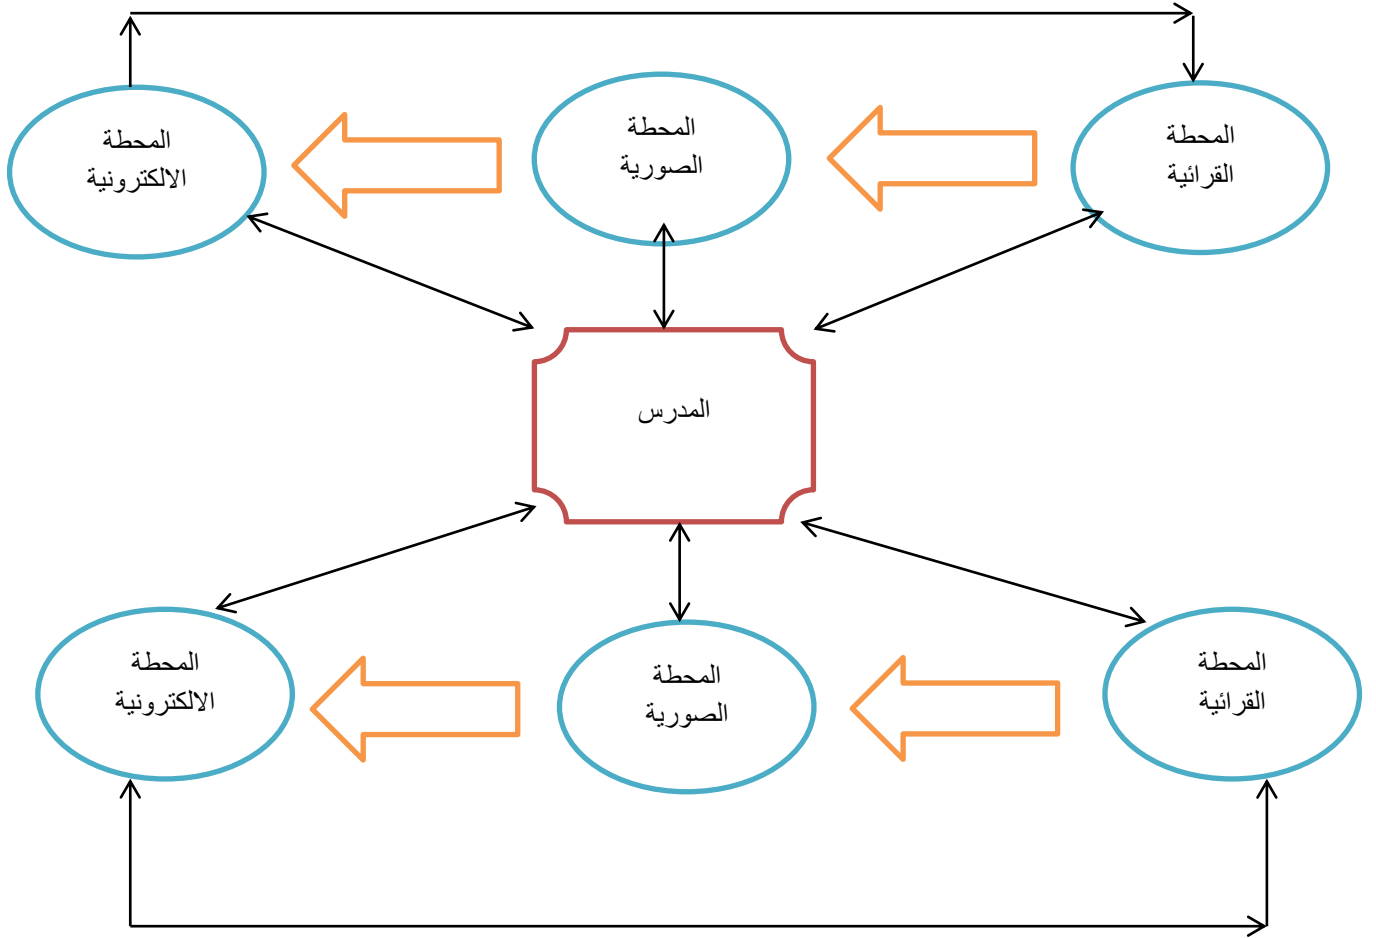 المحطة
القرائية
المحطة
الصورية
المحطة
الالكترونية
المدرس
المحطة
القرائية
المحطة
الصورية
المحطة
الالكترونية